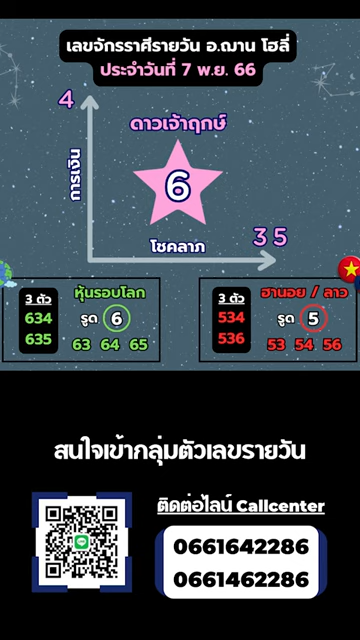 เลขจักรราศีรายวัน อ.ฌาน โฮลี่
ประจำวันที่ 7 พ.ย. 66
4
ดาวเจ้าฤกษ์
6
การเงิน
โชคลาภ
3 5
3 ตัว
634
635
หุ้นรอบโลก
รูด 6
63 64 65
3 ตัว
534
536
ฮานอย / ลาว
รูด 5
53 54 56
สนใจเข้ากลุ่มตัวเลขรายวัน
ติดต่อไลน์ Callcenter
0661642286
0661462286